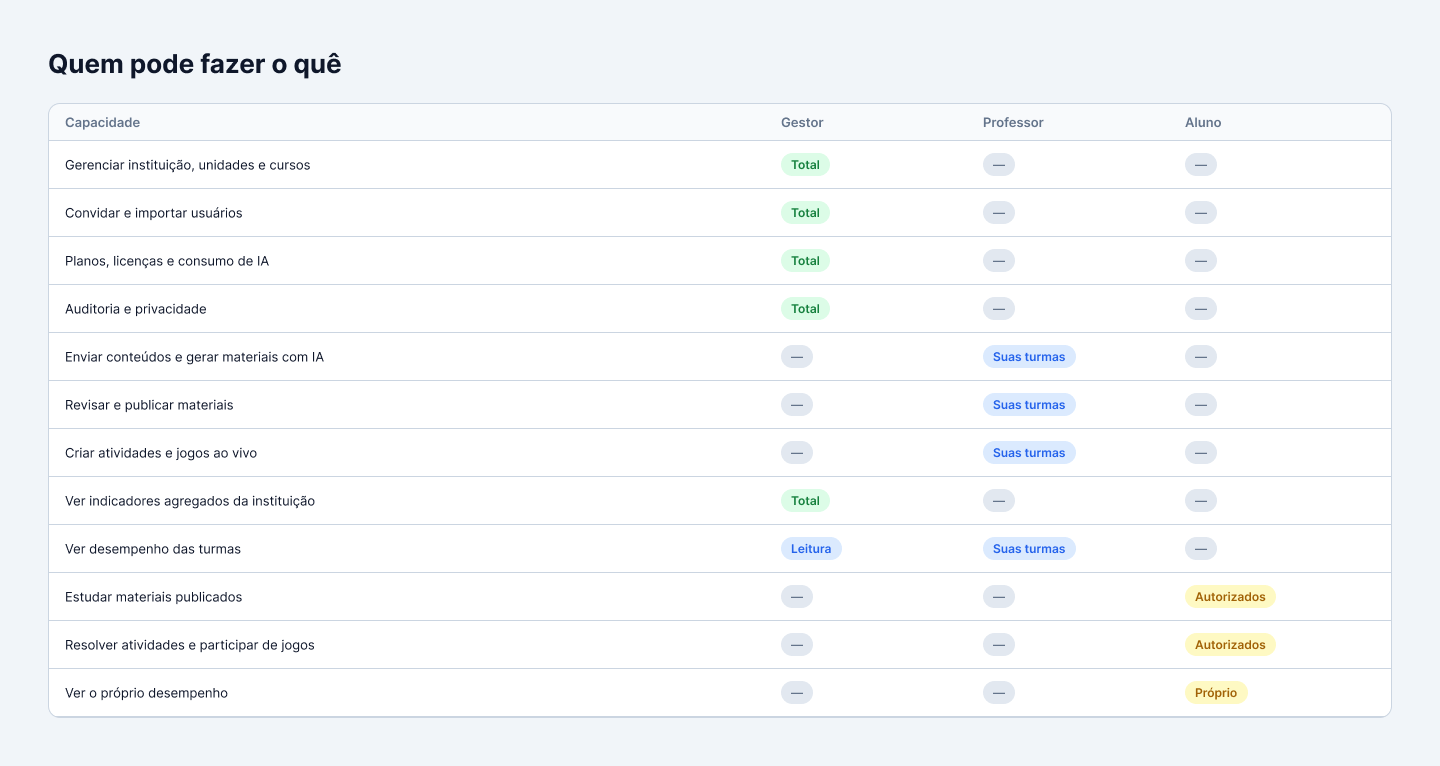 Quem pode fazer o quê
Capacidade Gestor Professor Aluno
Gerenciar instituição, unidades e cursos Total — —
Convidar e importar usuários Total — —
Planos, licenças e consumo de IA Total — —
Auditoria e privacidade Total — —
Enviar conteúdos e gerar materiais com IA — Suas turmas —
Revisar e publicar materiais — Suas turmas —
Criar atividades e jogos ao vivo — Suas turmas —
Ver indicadores agregados da instituição Total — —
Ver desempenho das turmas Leitura Suas turmas —
Estudar materiais publicados — — Autorizados
Resolver atividades e participar de jogos — — Autorizados
Ver o próprio desempenho — — Próprio